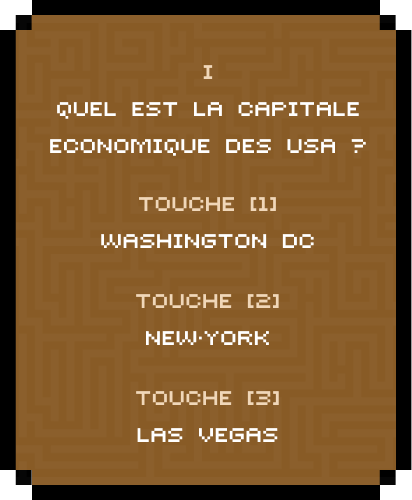 I
QUEL EST LA CAPITALE
ECONOMIQUE DES USA ?
TOUCHE [1]
WASHINGTON DC
TOUCHE [2]
NEW-YORK
TOUCHE [3]
LAS VEGAS